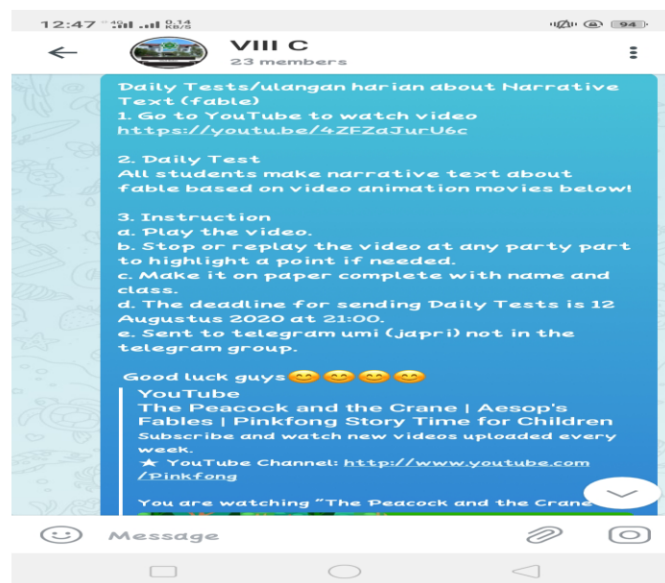 12:47 4G 0.14 KB/S 94
VIII C
23 members
Daily Tests/ulangan harian about Narrative
Text (fable)
1. Go to YouTube to watch video
https://youtu.be/4ZFZaJurU6c
2. Daily Test
All students make narrative text about
fable based on video animation movies below!
3. Instruction
a. Play the video.
b. Stop or replay the video at any party part
to highlight a point if needed.
c. Make it on paper complete with name and
class.
d. The deadline for sending Daily Tests is 12
Augustus 2020 at 21:00.
e. Sent to telegram umi (japri) not in the
telegram group.
Good luck guys😊😊😊😊
YouTube
The Peacock and the Crane | Aesop's
Fables | Pinkfong Story Time for Children
Subscribe and watch new videos uploaded every
week.
★ YouTube Channel: http://www.youtube.com
/Pinkfong
You are watching "The Peacock and the Crane
Message